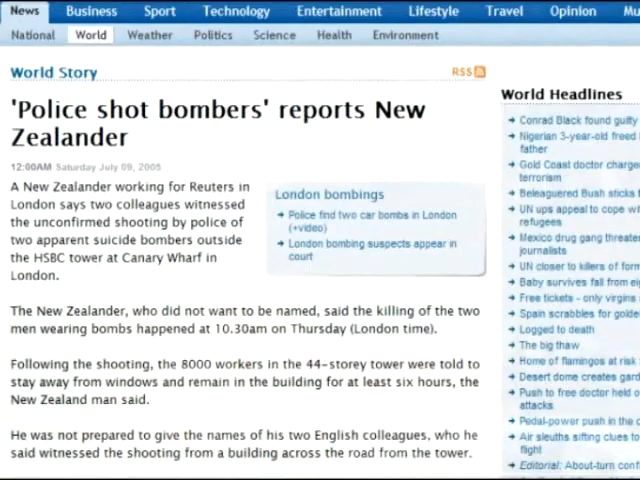 News Business Sport Technology Entertainment Lifestyle Travel Opinion
National World Weather Politics Science Health Environment
World Story
RSS
'Police shot bombers' reports New
Zealander
12:00AM Saturday July 09, 2005
A New Zealander working for Reuters in
London says two colleagues witnessed
the unconfirmed shooting by police of
two apparent suicide bombers outside
the HSBC tower at Canary Wharf in
London.
London bombings
Police find two car bombs in London
(+video)
London bombing suspects appear in
court
The New Zealander, who did not want to be named, said the killing of the two
men wearing bombs happened at 10.30am on Thursday (London time).
Following the shooting, the 8000 workers in the 44-storey tower were told to
stay away from windows and remain in the building for at least six hours, the
New Zealand man said.
He was not prepared to give the names of his two English colleagues, who he
said witnessed the shooting from a building across the road from the tower.
World Headlines
Conrad Black found guilty
Nigerian 3-year-old freed
father
Gold Coast doctor charge
terrorism
Beleaguered Bush sticks
UN ups appeal to cope
refugees
Mexico drug gang threate
journalists
UN closer to killers of
Baby survives fall from
Free tickets - only virgins
Spain scrabbles for
Logged to death
The big thaw
Home of flamingos at risk
Desert dome creates
Push to free doctor held
attacks
Pedal-power push in the
Air sleuths sifting clues to
flight
Editorial: About-turn